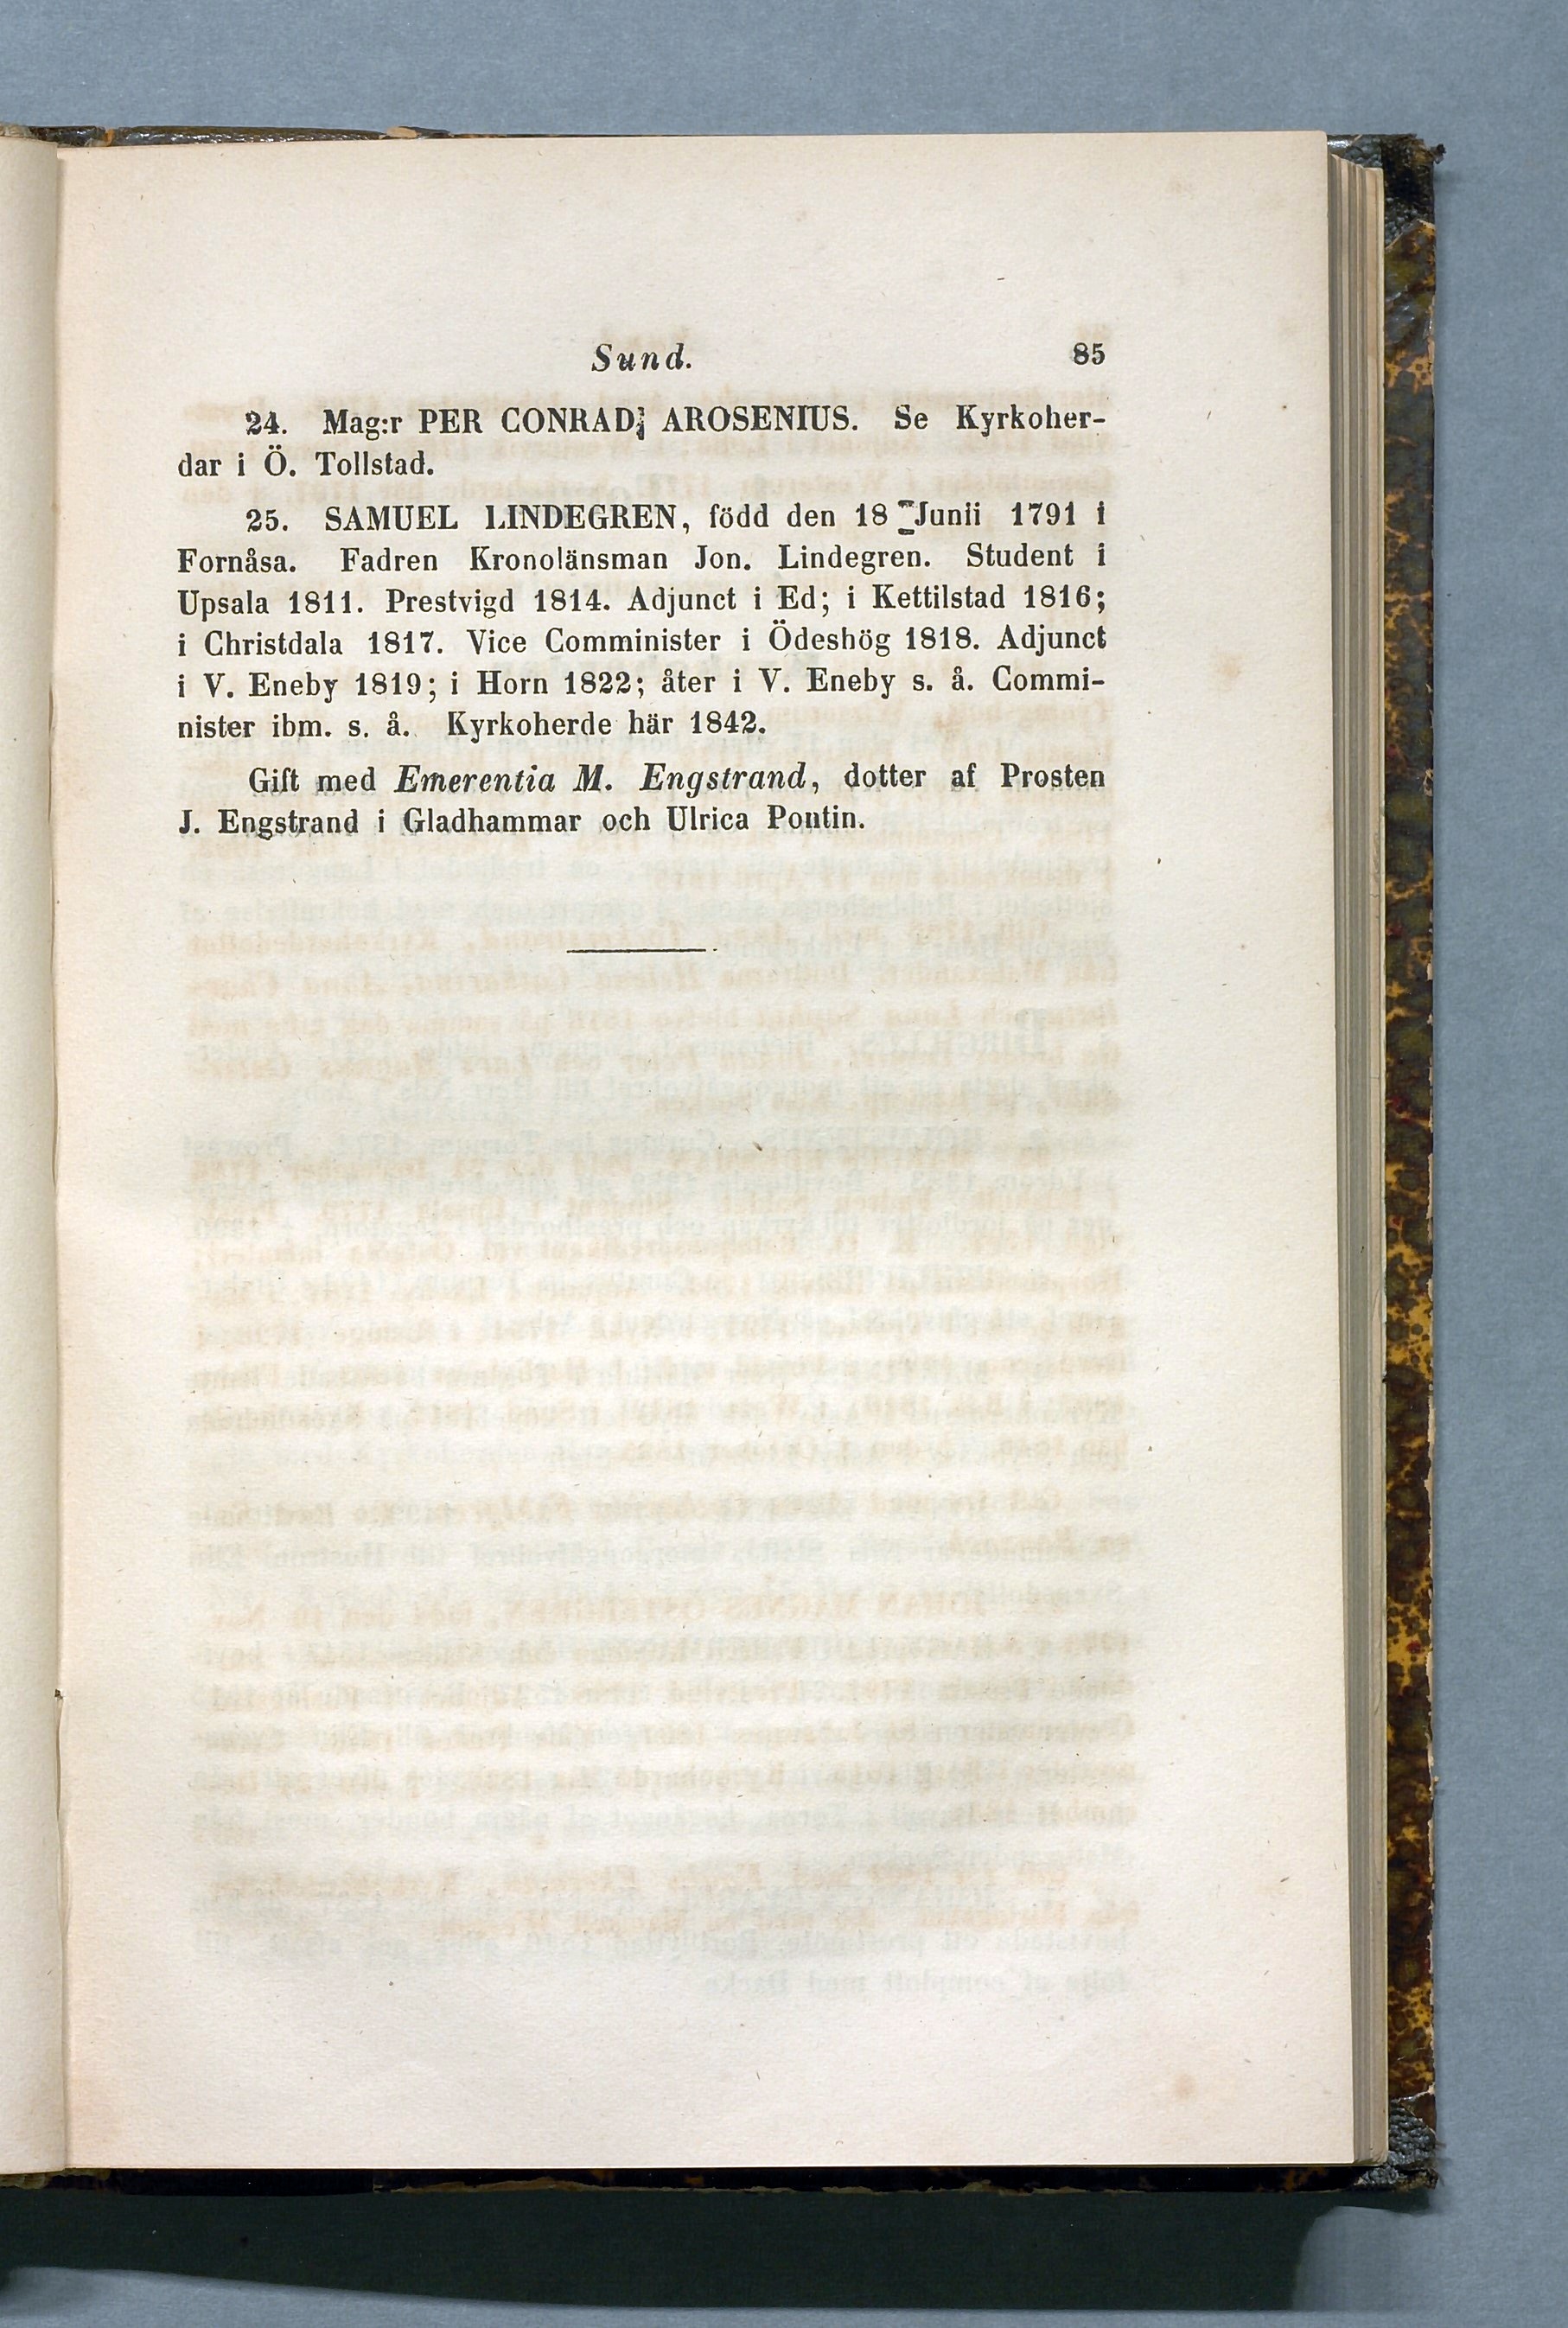 Sund. 85
24. Mag:r PER CONRAD AROSENIUS. Se Kyrkoher-
dar i Ö. Tollstad.
25. SAMUEL LINDEGREN, född den 18 Junii 1791 i
Fornåsa. Fadren Kronolänsman Jon. Lindegren. Student i
Upsala 1811. Prestvigd 1814. Adjunct i Ed; i Kettilstad 1816;
i Christdala 1817. Vice Comminister i Ödeshög 1818. Adjunct
i V. Eneby 1819; i Horn 1822; åter i V. Eneby s. å. Commi-
nister ibm. s. å. Kyrkoherde här 1842.
Gift med Emerentia M. Engstrand, dotter af Prosten
J. Engstrand i Gladhammar och Ulrica Pontin.